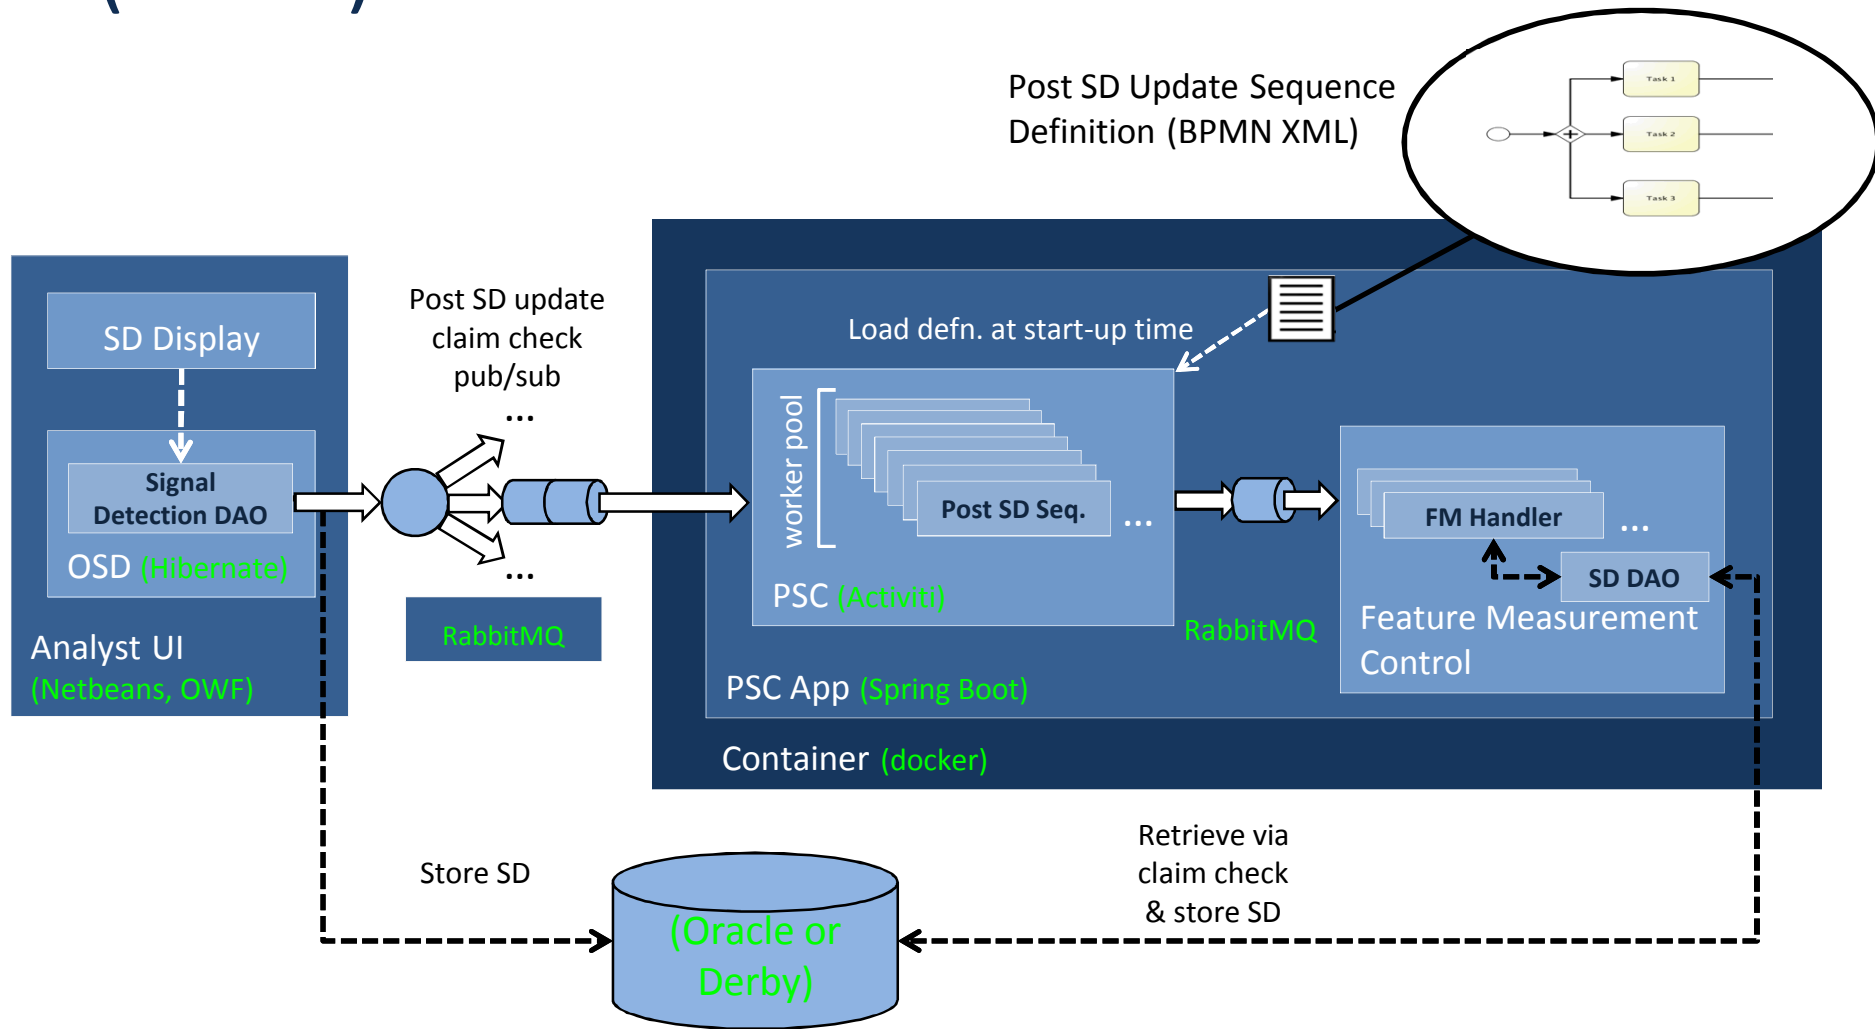 Post SD Update Sequence
Definition (BPMN XML)
Task 1
Task 2
Task 3
SD Display
Signal
Detection DAO
OSD (Hibernate)
Analyst UI
(Netbeans, OWF)
Post SD update
claim check
pub/sub
...
...
RabbitMQ
Load defn. at start-up time
worker pool
Post SD Seq.
...
PSC (Activiti)
RabbitMQ
FM Handler
...
SD DAO
Feature Measurement
Control
PSC App (Spring Boot)
Container (docker)
Store SD
(Oracle or
Derby)
Retrieve via
claim check
& store SD